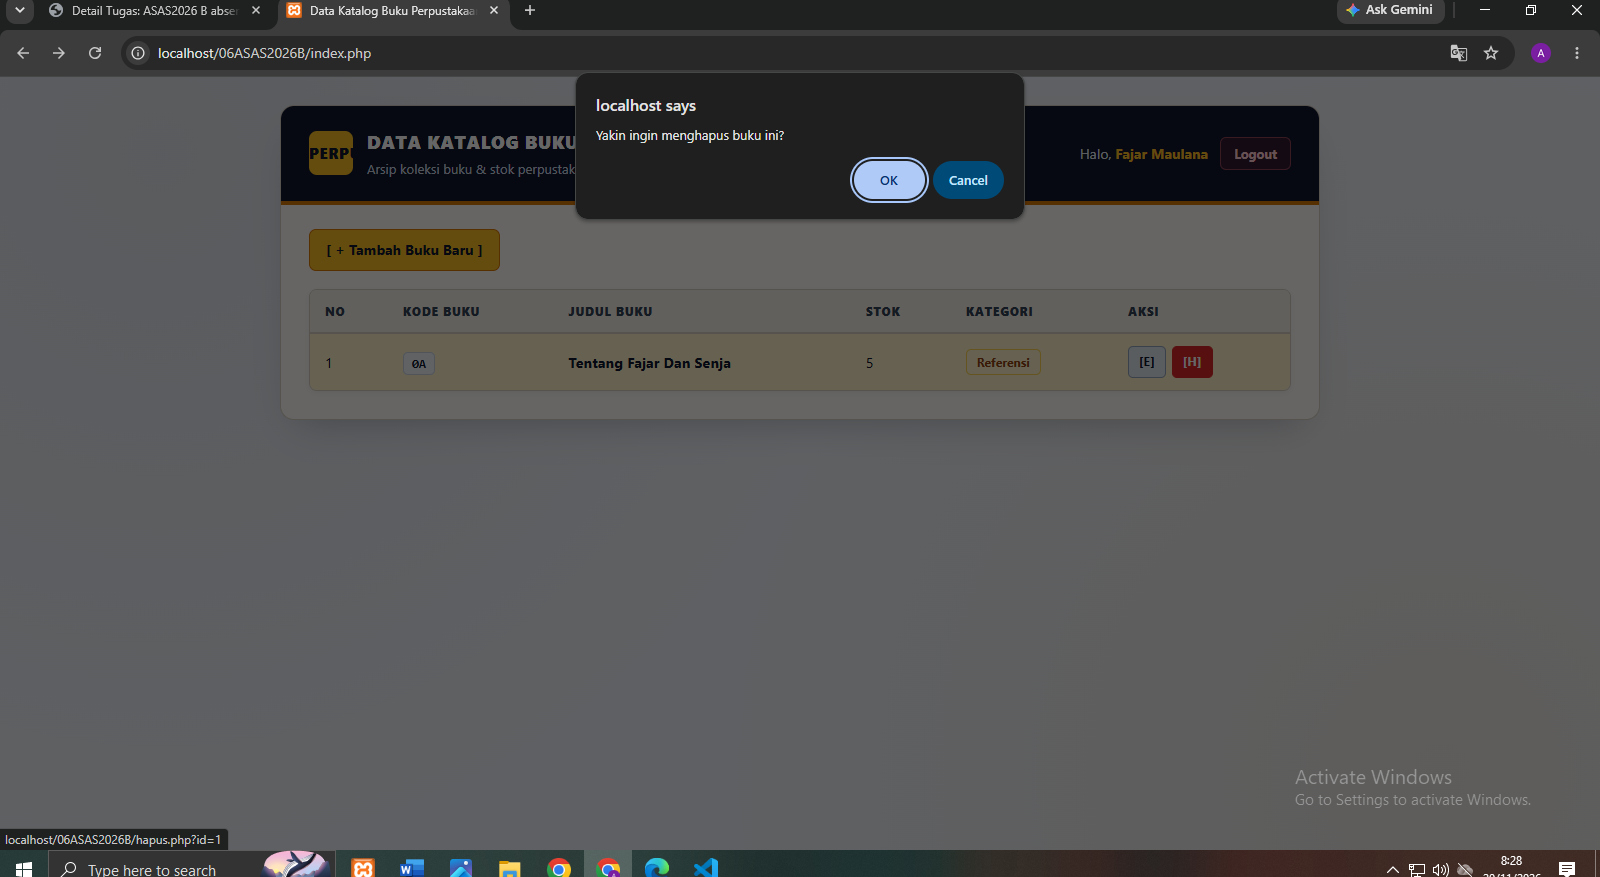 Detail Tugas: ASAS2026 B abse
Data Katalog Buku Perpustakaa
Ask Gemini
localhost/06ASAS2026B/index.php
A
localhost says
Yakin ingin menghapus buku ini?
OK
Cancel
PERP
DATA KATALOG BUKU
Arsip koleksi buku & stok perpustak
Halo, Fajar Maulana
Logout
[ + Tambah Buku Baru ]
NO KODE BUKU JUDUL BUKU STOK KATEGORI AKSI
1 0A Tentang Fajar Dan Senja 5 Referensi [E] [H]
Activate Windows
Go to Settings to activate Windows.
localhost/06ASAS2026B/hapus.php?id=1
Type here to search
8:28